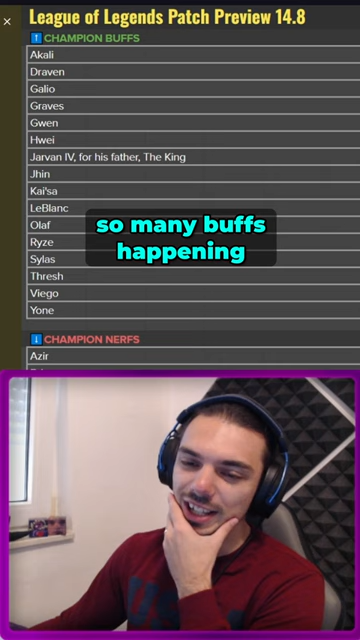 League of Legends Patch Preview 14.8
CHAMPION BUFFS
Akali
Draven
Galio
Graves
Gwen
Hwei
Jarvan IV, for his father, The King
Jhin
Kai'sa
LeBlanc
so many buffs
Olaf
happening
Ryze
Sylas
Thresh
Viego
Yone
CHAMPION NERFS
Azir